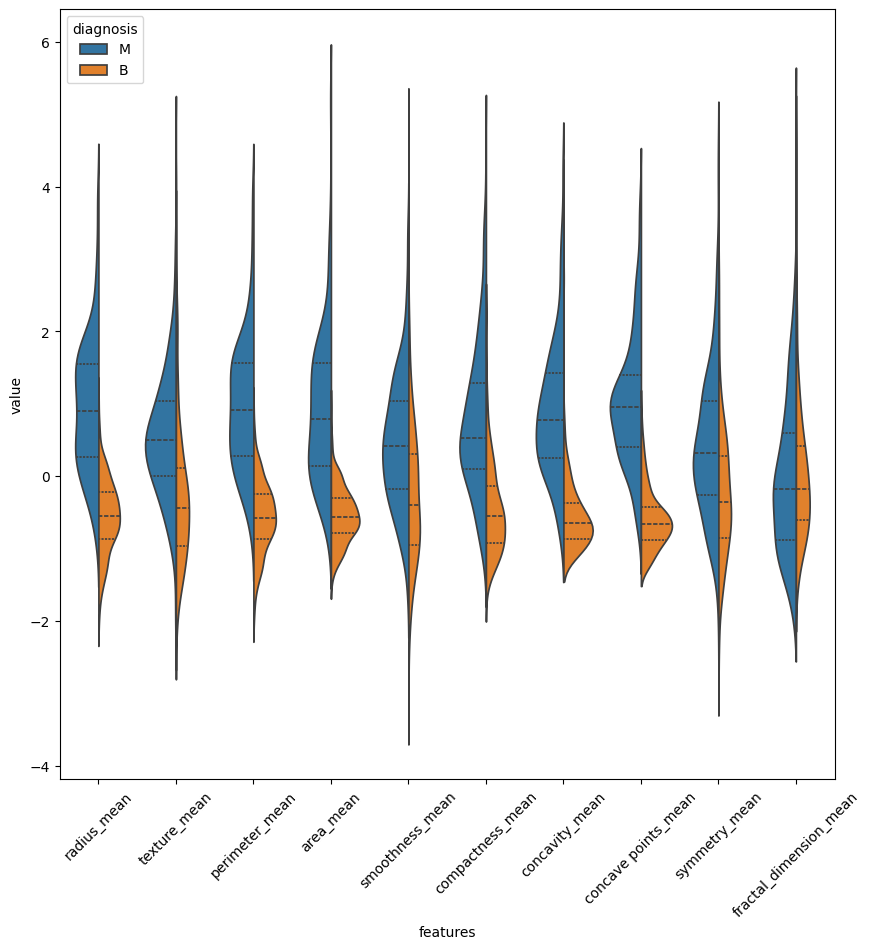 diagnosis
M
B
6
4
2
0
−2
−4
value
radius_mean
texture_mean
perimeter_mean
area_mean
smoothness_mean
compactness_mean
concavity_mean
concave points_mean
symmetry_mean
fractal_dimension_mean
features